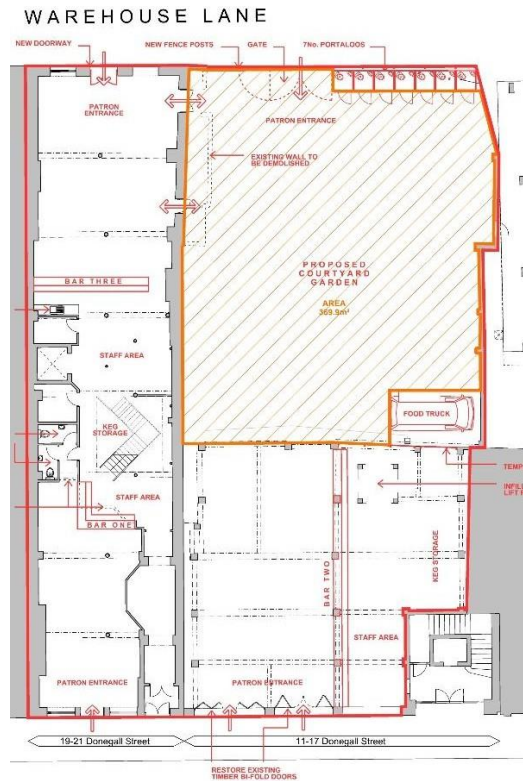 WAREHOUSE LANE
NEW DOORWAY
NEW FENCE POSTS
GATE
7No. PORTALOOS
PATRON
ENTRANCE
PATRON ENTRANCE
EXISTING WALL TO
BE DEMOLISHED
PROPOSED
COURTYARD
GARDEN
AREA
369.9m²
BAR THREE
STAFF AREA
FOOD TRUCK
KEG
STORAGE
TEMP
INFILL
LIFT
STAFF AREA
BAR ONE
BAR TWO
KEG STORAGE
STAFF AREA
PATRON ENTRANCE
PATRON ENTRANCE
19-21 Donegall Street
11-17 Donegall Street
RESTORE EXISTING
TIMBER BI-FOLD DOORS